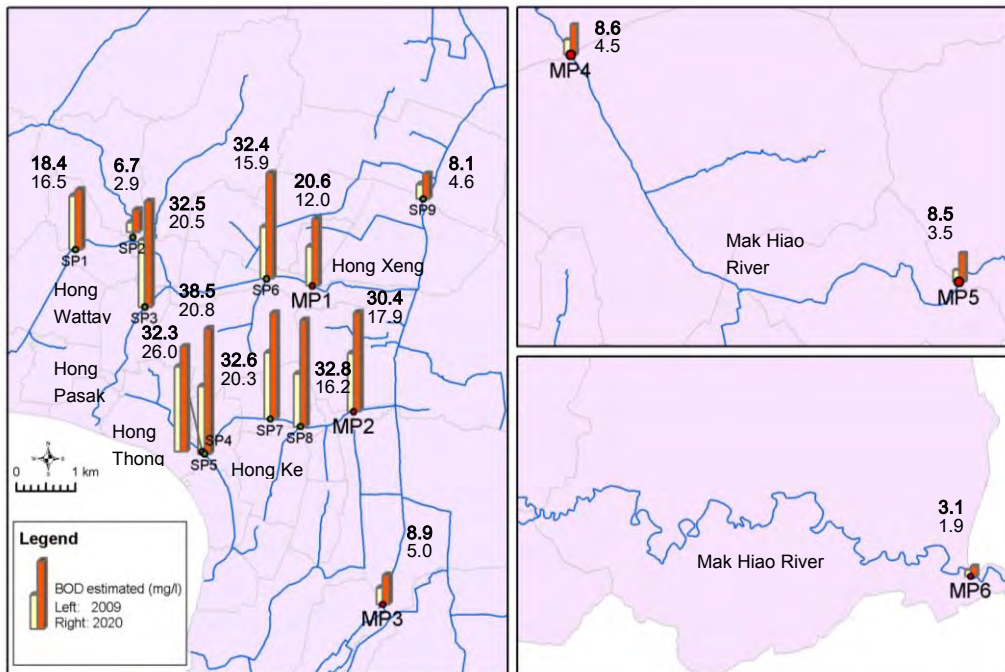 18.4
16.5
6.7
2.9
32.5
20.5
32.4
15.9
20.6
12.0
8.1
4.6
SP1
SP2
SP9
SP6
MP1
Hong Xeng
Hong
Wattay
SP3
38.5
20.8
30.4
17.9
32.3
26.0
32.6
20.3
32.8
16.2
Hong
Pasak
SP7
SP8
MP2
Hong
Thong
SP4
SP5
Hong Ke
N
W
E
S
0
1 km
8.9
5.0
MP3
Legend
BOD estimated (mg/l)
Left: 2009
Right: 2020
8.6
4.5
MP4
Mak Hiao
River
8.5
3.5
MP5
3.1
1.9
Mak Hiao River
MP6